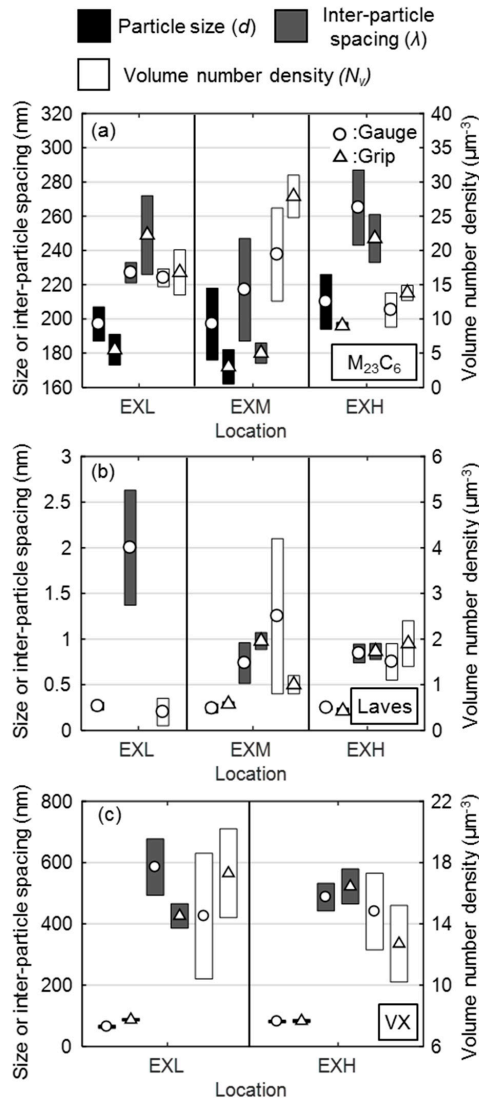 Particle size (d)
Inter-particle
spacing (λ)
Volume number density (Nᵥ)
Size or inter-particle spacing (nm)
320
300
280
260
240
220
200
180
160
(a)
○:Gauge
△:Grip
M₂₃C₆
40
35
30
25
20
15
10
5
0
Volume number density (μm⁻³)
EXL EXM EXH
Location
Size or inter-particle spacing (nm)
3
2.5
2
1.5
1
0.5
0
(b)
Laves
6
5
4
3
2
1
0
Volume number density (μm⁻³)
EXL EXM EXH
Location
Size or inter-particle spacing (nm)
800
600
400
200
0
(c)
VX
22
18
14
10
6
Volume number density (μm⁻³)
EXL EXH
Location